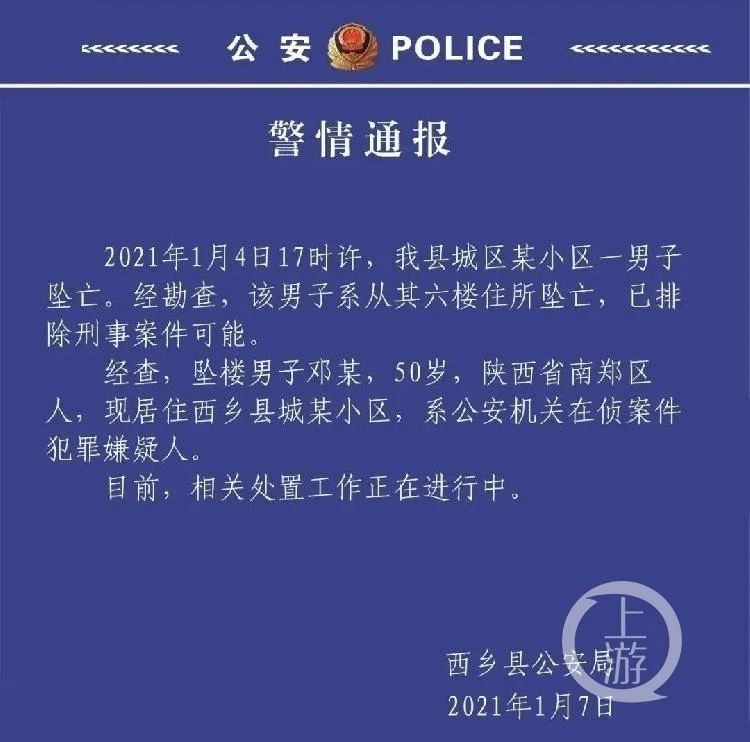 公安 POLICE
警情通报
2021年1月4日17时许，我县城区某小区一男子
坠亡。经勘查，该男子系从其六楼住所坠亡，已排
除刑事案件可能。
经查，坠楼男子邓某，50岁，陕西省南郑区
人，现居住西乡县城某小区，系公安机关在侦案件
犯罪嫌疑人。
目前，相关处置工作正在进行中。
上游
西乡县公安局
2021年1月7日